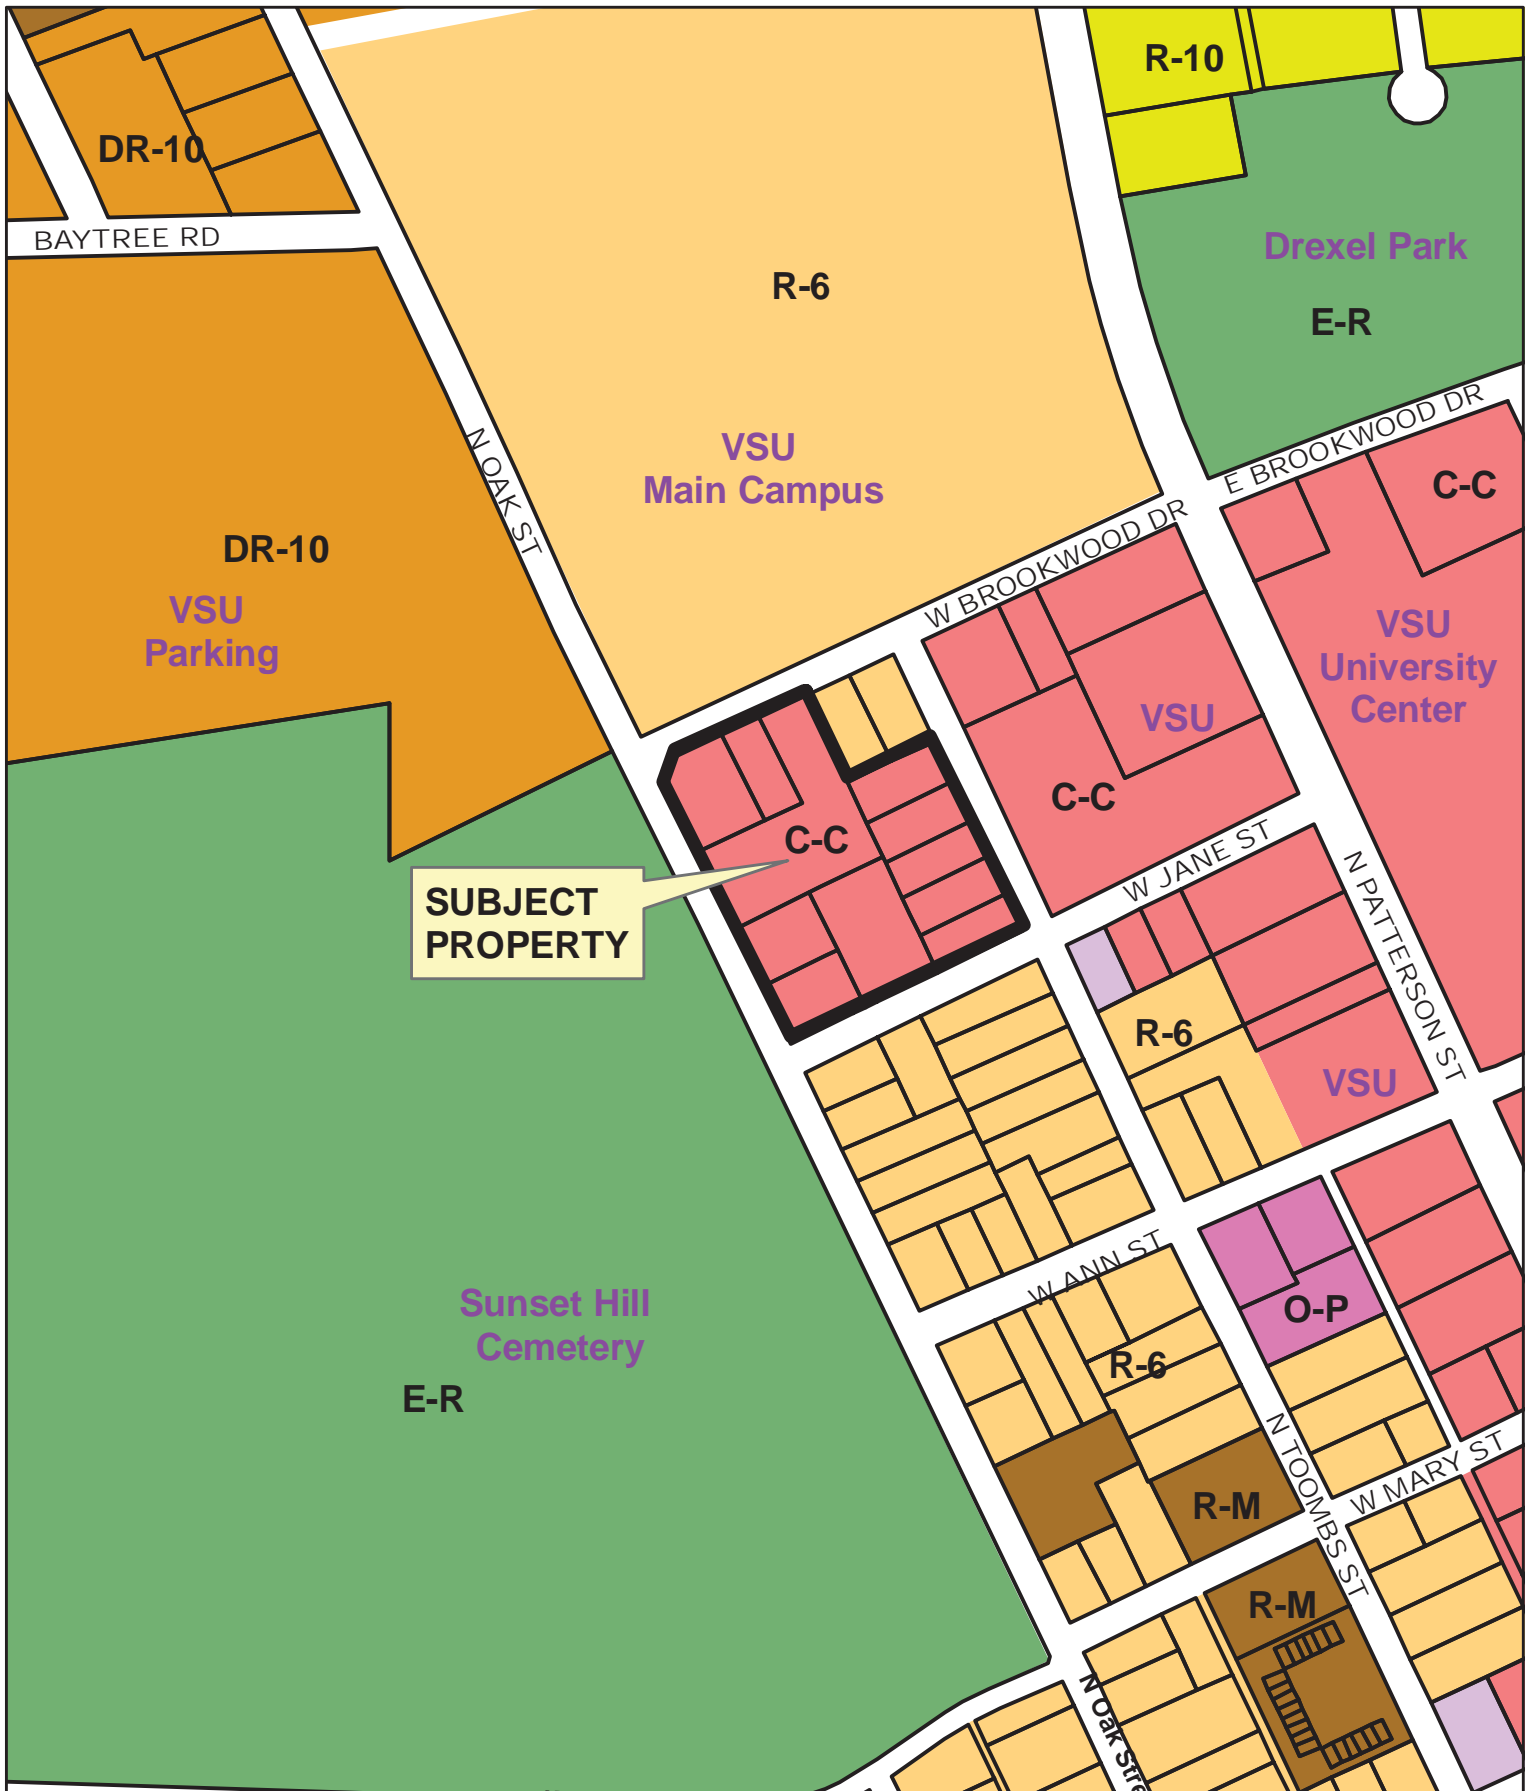 R-10
DR-10
BAYTREE RD
Drexel Park
R-6
E-R
N OAK ST
VSU
Main Campus
E BROOKWOOD DR
C-C
W BROOKWOOD DR
DR-10
VSU
Parking
VSU
University
Center
VSU
C-C
C-C
SUBJECT
PROPERTY
W JANE ST
N PATTERSON ST
R-6
VSU
W ANN ST
Sunset Hill
Cemetery
O-P
R-6
E-R
N TOOMBS ST
W MARY ST
R-M
R-M
N Oak Stre